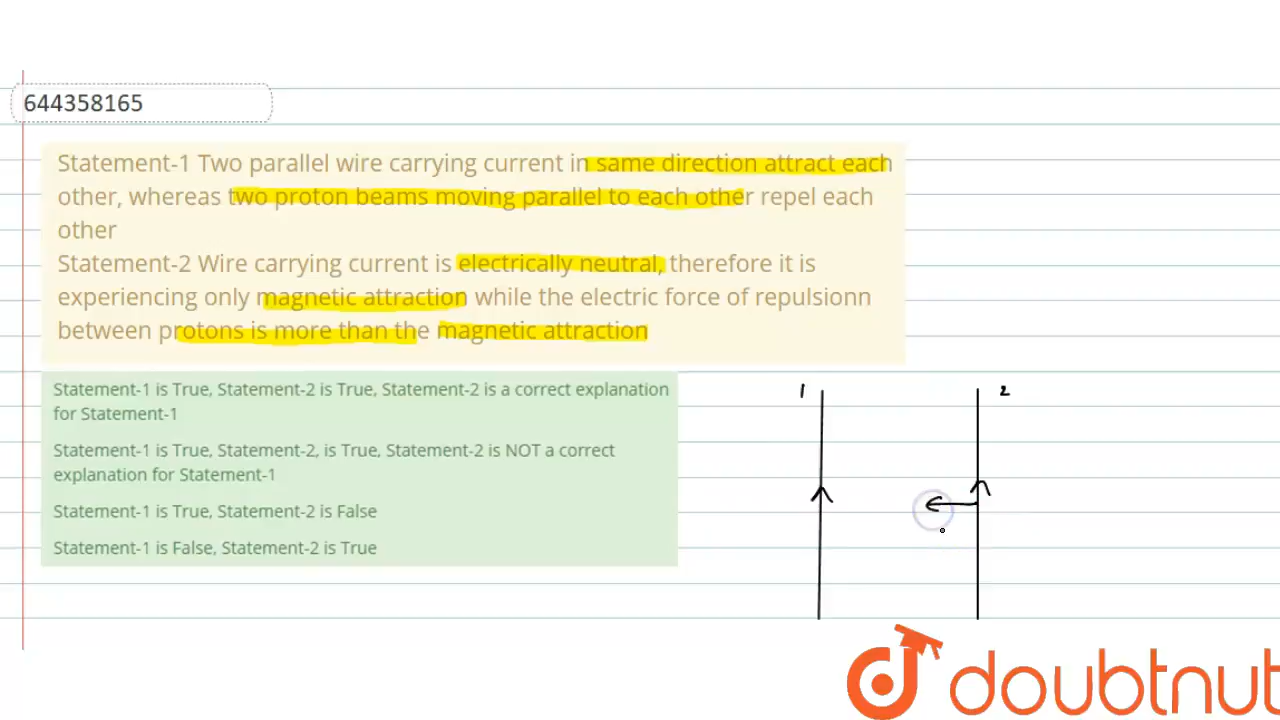 644358165
Statement-1 Two parallel wire carrying current in same direction attract each
other, whereas two proton beams moving parallel to each other repel each
other
Statement-2 Wire carrying current is electrically neutral, therefore it is
experiencing only magnetic attraction while the electric force of repulsionn
between protons is more than the magnetic attraction
Statement-1 is True, Statement-2 is True, Statement-2 is a correct explanation
for Statement-1
Statement-1 is True, Statement-2, is True, Statement-2 is NOT a correct
explanation for Statement-1
Statement-1 is True, Statement-2 is False
Statement-1 is False, Statement-2 is True
1 2
doubtnut